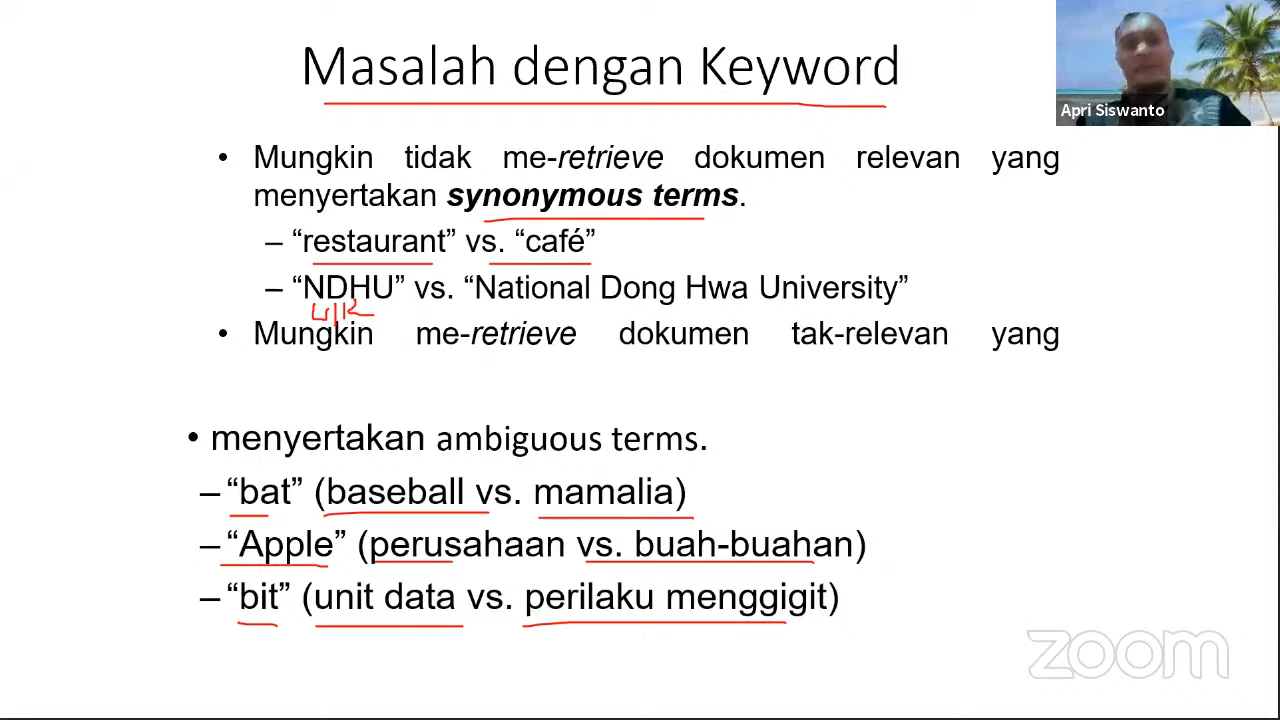 Masalah dengan Keyword
Apri Siswanto
• Mungkin tidak me-retrieve dokumen relevan yang
menyertakan synonymous terms.
– “restaurant” vs. “café”
– “NDHU” vs. “National Dong Hwa University”
• Mungkin me-retrieve dokumen tak-relevan yang
• menyertakan ambiguous terms.
– “bat” (baseball vs. mamalia)
– “Apple” (perusahaan vs. buah-buahan)
– “bit” (unit data vs. perilaku menggigit)
zoom